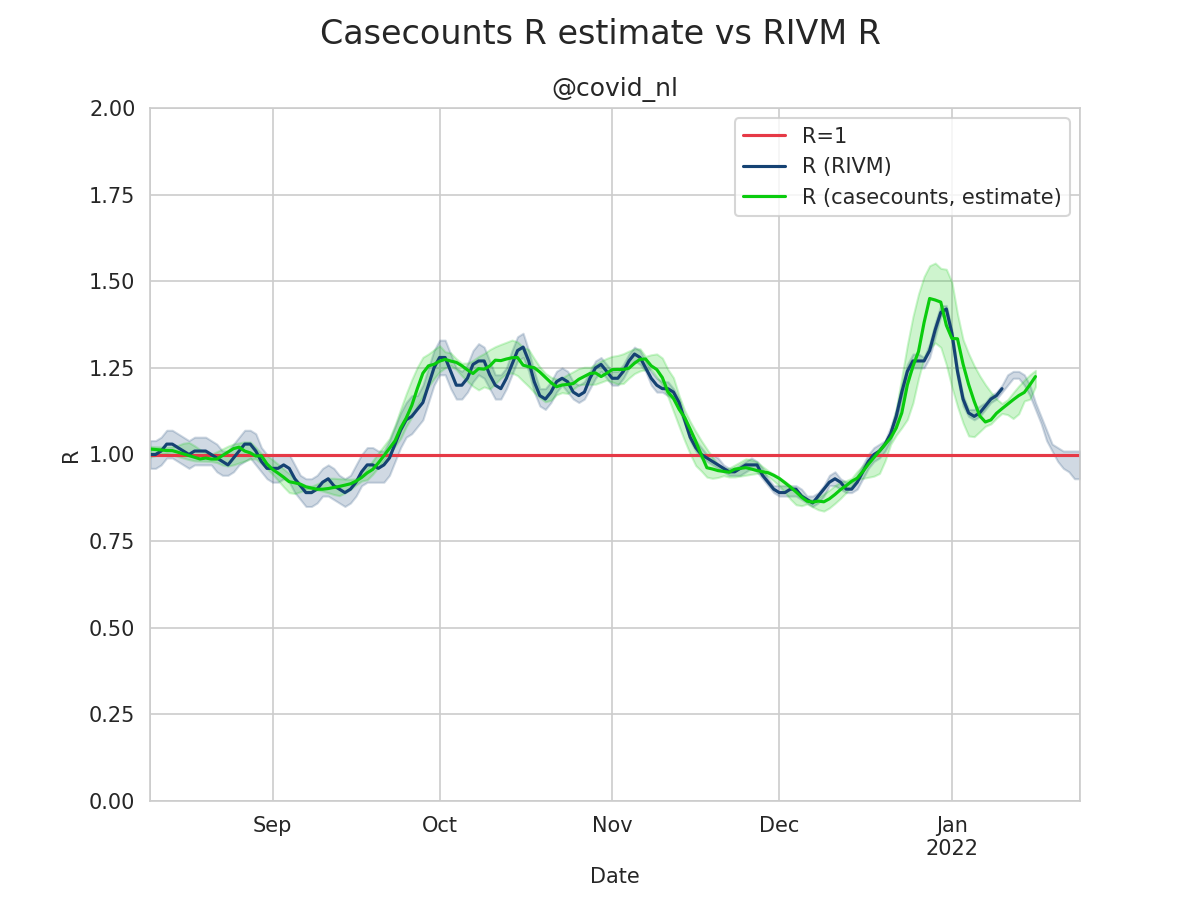 Casecounts R estimate vs RIVM R
@covid_nl
R=1
R (RIVM)
R (casecounts, estimate)
2.00
1.75
1.50
1.25
1.00
0.75
0.50
0.25
0.00
R
Sep Oct Nov Dec Jan
2022
Date